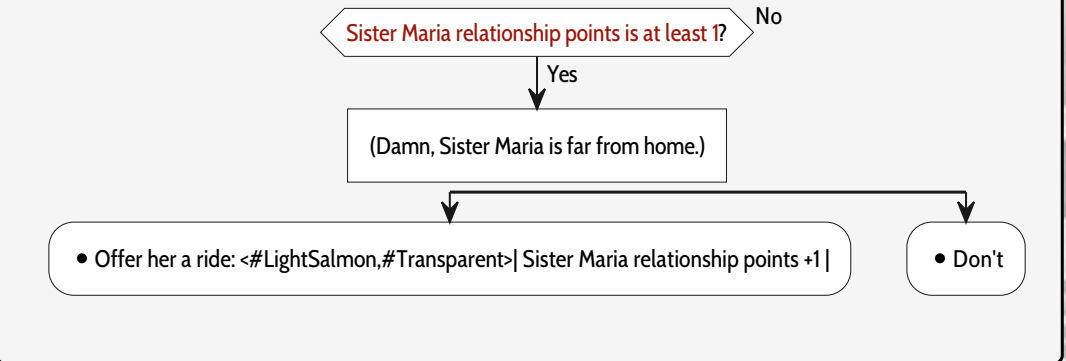 No
Sister Maria relationship points is at least 1?
Yes
(Damn, Sister Maria is far from home.)
• Offer her a ride: <#LightSalmon,#Transparent>| Sister Maria relationship points +1 |
• Don't